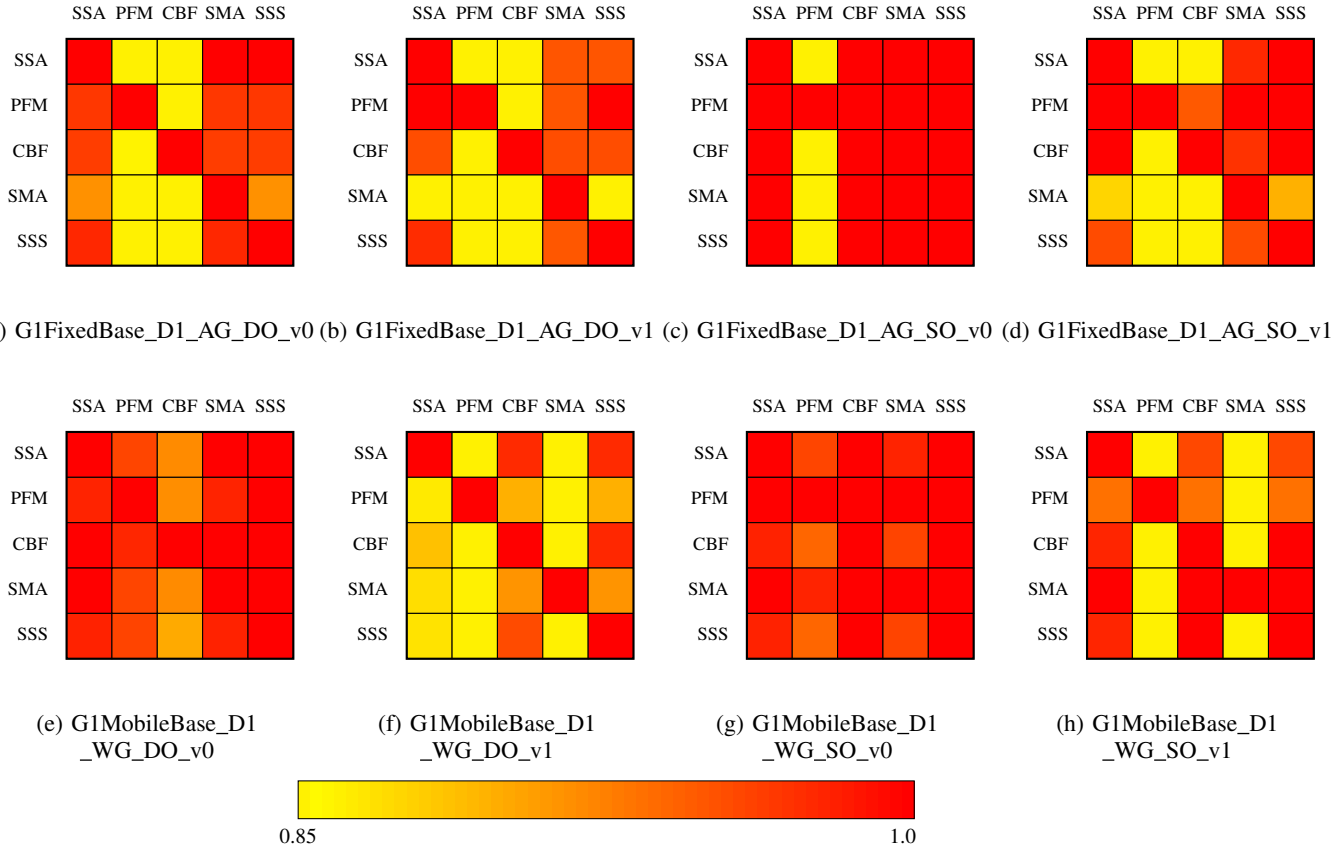 SSA PFM CBF SMA SSS SSA PFM CBF SMA SSS SSA PFM CBF SMA SSS SSA PFM CBF SMA SSS
SSA SSA SSA SSA
PFM PFM PFM PFM
CBF CBF CBF CBF
SMA SMA SMA SMA
SSS SSS SSS SSS
) G1FixedBase_D1_AG_DO_v0 (b) G1FixedBase_D1_AG_DO_v1 (c) G1FixedBase_D1_AG_SO_v0 (d) G1FixedBase_D1_AG_SO_v1
SSA PFM CBF SMA SSS SSA PFM CBF SMA SSS SSA PFM CBF SMA SSS SSA PFM CBF SMA SSS
SSA SSA SSA SSA
PFM PFM PFM PFM
CBF CBF CBF CBF
SMA SMA SMA SMA
SSS SSS SSS SSS
(e) G1MobileBase_D1 (f) G1MobileBase_D1 (g) G1MobileBase_D1 (h) G1MobileBase_D1
_WG_DO_v0 _WG_DO_v1 _WG_SO_v0 _WG_SO_v1
0.85 1.0